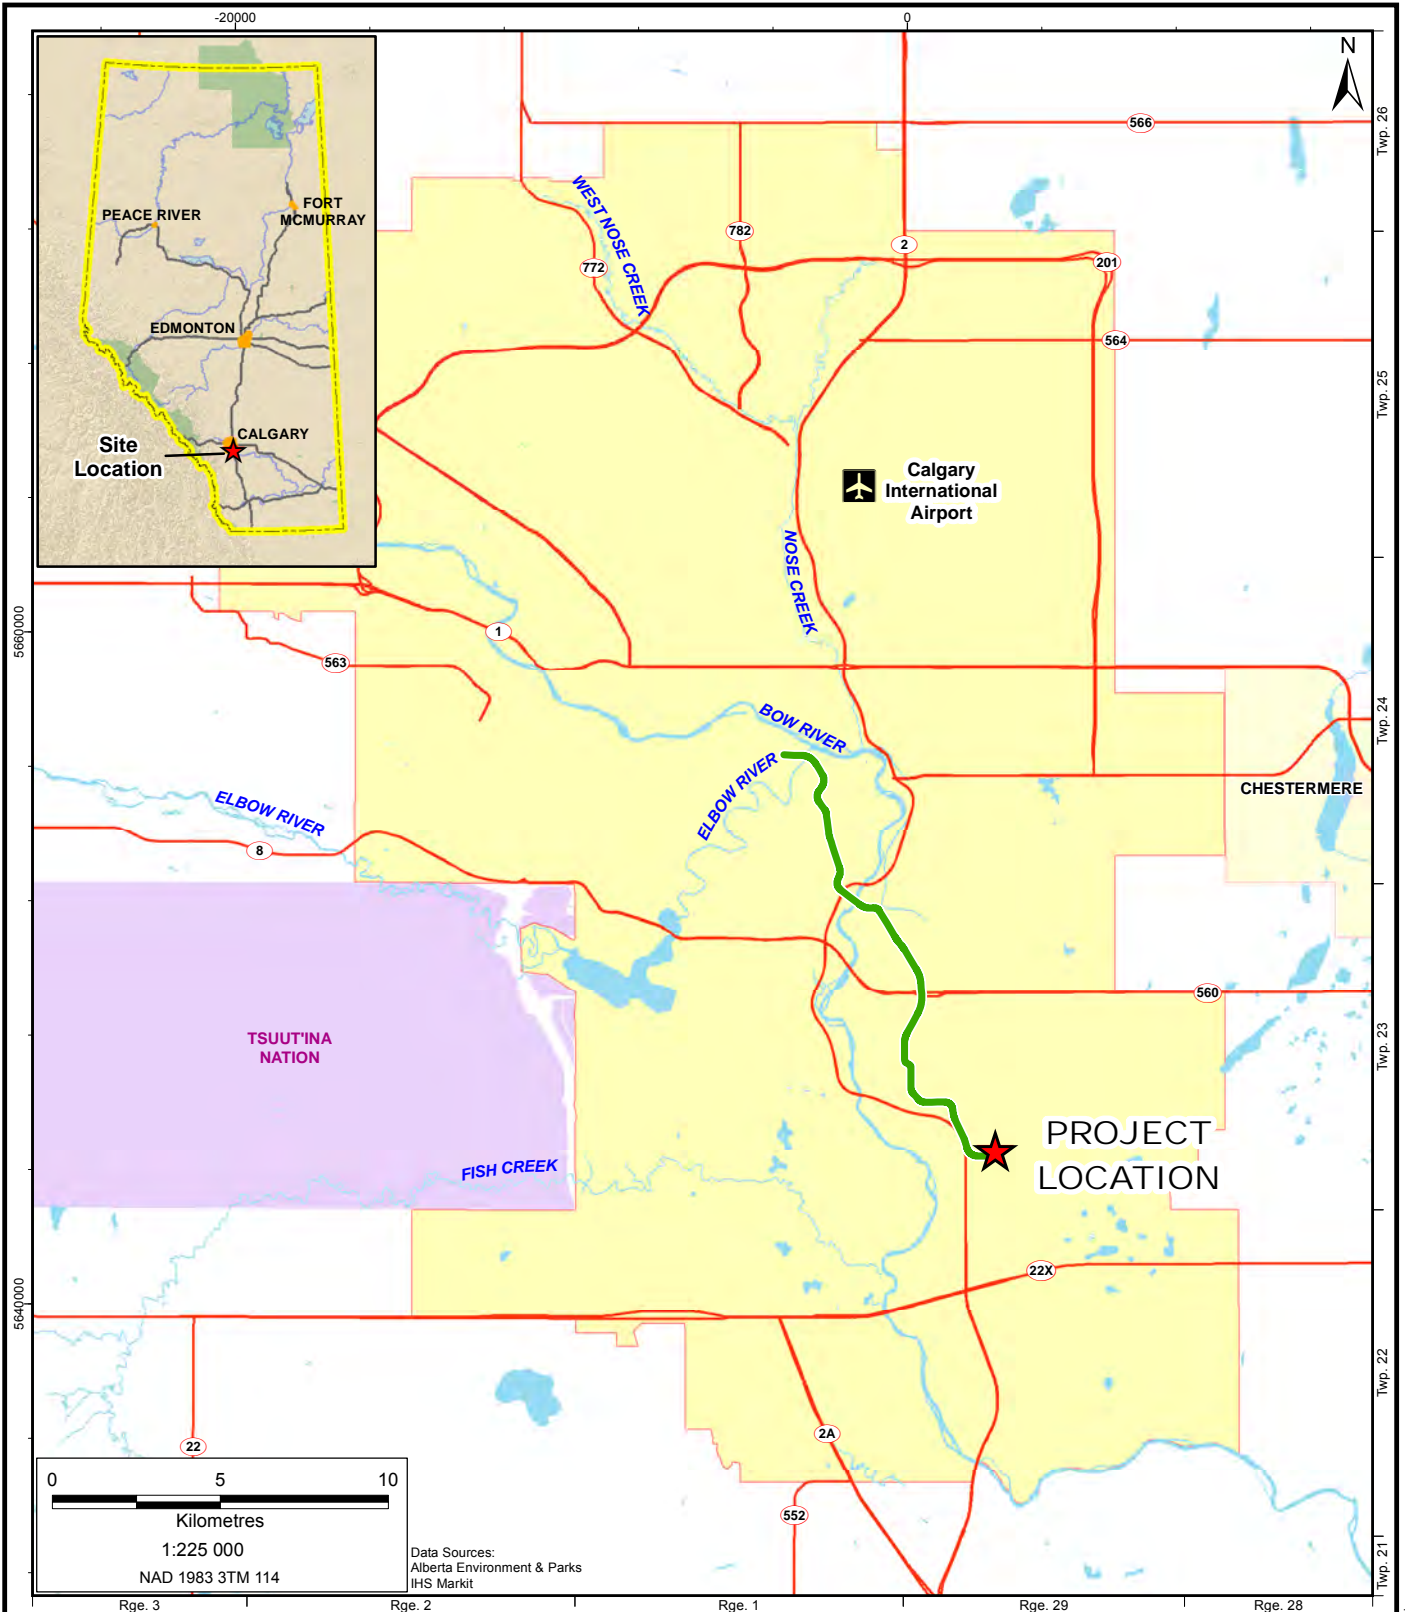 -20000
0
N
566
Twp. 26
PEACE RIVER
FORT
MCMURRAY
EDMONTON
CALGARY
Site
Location
WEST NOSE CREEK
782
2
772
201
564
Twp. 25
Calgary
International
Airport
NOSE CREEK
5660000
1
563
Twp. 24
BOW RIVER
ELBOW RIVER
ELBOW RIVER
CHESTERMERE
8
560
TSUUT'INA
NATION
Twp. 23
PROJECT
LOCATION
FISH CREEK
22X
5640000
Twp. 22
22
2A
552
0
5
10
Kilometres
1:225 000
NAD 1983 3TM 114
Data Sources:
Alberta Environment & Parks
IHS Markit
Twp. 21
Rge. 3
Rge. 2
Rge. 1
Rge. 29
Rge. 28